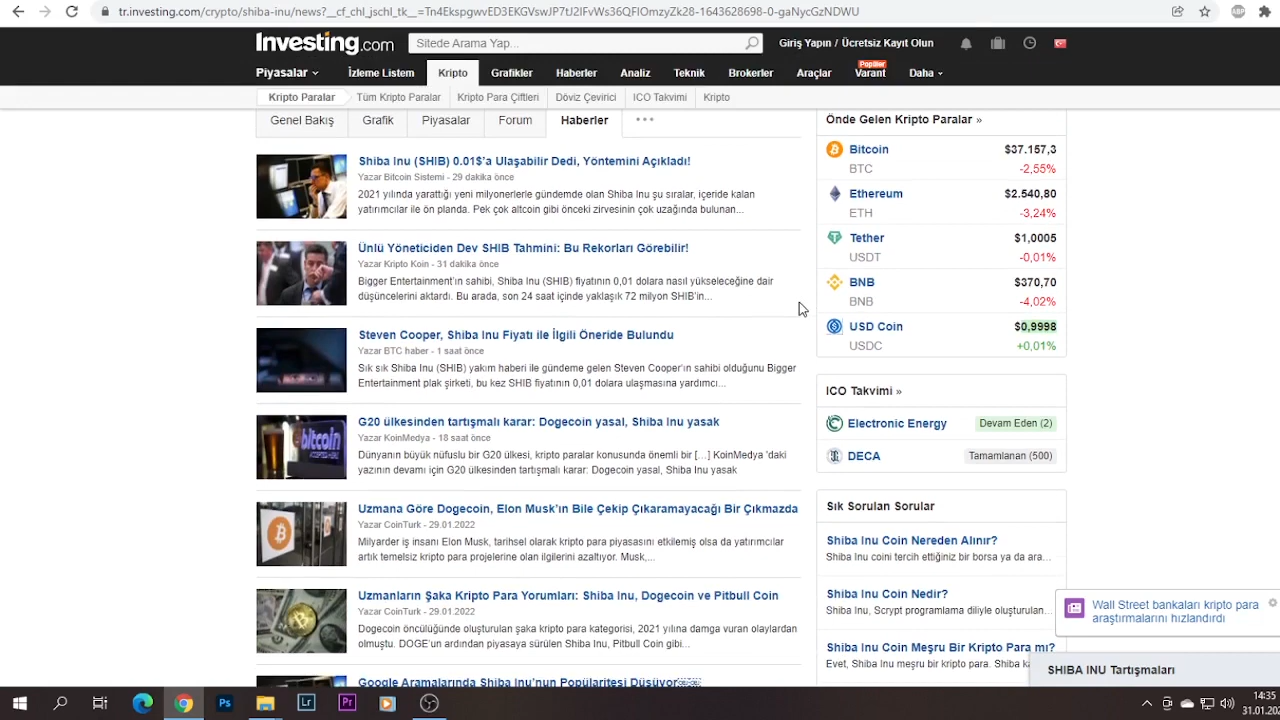 tr.investing.com/crypto/shiba-inu/news?__cf_chl_jschl_tk__=Tn4EkspgwvED3EKGVswJP7tJ2IFvWs36QFIOmzyZk28-1643628698-0-gaNycGzNDWU
Investing.com
Sitede Arama Yap...
Giriş Yapın / Ücretsiz Kayıt Olun
Popüler
Piyasalar İzleme Listem Kripto Grafikler Haberler Analiz Teknik Brokerler Araçlar Varant Daha
Kripto Paralar Tüm Kripto Paralar Kripto Para Çiftleri Döviz Çevirici ICO Takvimi Kripto
Genel Bakış Grafik Piyasalar Forum Haberler
Shiba Inu (SHIB) 0.01$'a Ulaşabilir Dedi, Yöntemini Açıkladı!
Yazar Bitcoin Sistemi - 29 dakika önce
2021 yılında yarattığı yeni milyonerlerle gündemde olan Shiba Inu şu sıralar, içeride kalan
yatırımcılar ile ön planda. Pek çok altcoin gibi önceki zirvesinin çok uzağında bulunan...
Ünlü Yöneticiden Dev SHIB Tahmini: Bu Rekorları Görebilir!
Yazar Kripto Koin - 31 dakika önce
Bigger Entertainment'ın sahibi, Shiba Inu (SHIB) fiyatının 0,01 dolara nasıl yükseleceğine dair
düşüncelerini aktardı. Bu arada, son 24 saat içinde yaklaşık 72 milyon SHIB'in...
Steven Cooper, Shiba Inu Fiyatı ile İlgili Öneride Bulundu
Yazar BTC haber - 1 saat önce
Sık sık Shiba Inu (SHIB) yakım haberi ile gündeme gelen Steven Cooper'ın sahibi olduğunu Bigger
Entertainment plak şirketi, bu kez SHIB fiyatının 0,01 dolara ulaşmasına yardımcı...
G20 ülkesinden tartışmalı karar: Dogecoin yasal, Shiba Inu yasak
Yazar KoinMedya - 18 saat önce
Dünyanın büyük nüfuslu bir G20 ülkesi, kripto paralar konusunda önemli bir [...] KoinMedya 'daki
yazının devamı için G20 ülkesinden tartışmalı karar: Dogecoin yasal, Shiba Inu yasak
bitcoin
Uzmana Göre Dogecoin, Elon Musk'ın Bile Çekip Çıkaramayacağı Bir Çıkmazda
Yazar CoinTurk - 29.01.2022
Milyarder iş insanı Elon Musk, tarihsel olarak kripto para piyasasını etkilemiş olsa da yatırımcılar
artık temelsiz kripto para projelerine olan ilgilerini azaltıyor. Musk,...
Uzmanların Şaka Kripto Para Yorumları: Shiba Inu, Dogecoin ve Pitbull Coin
Yazar CoinTurk - 29.01.2022
Dogecoin öncülüğünde oluşturulan şaka kripto para kategorisi, 2021 yılına damga vuran olaylardan
olmuştu. DOGE'un ardından piyasaya sürülen Shiba Inu, Pitbull Coin gibi...
Google Aramalarında Shiba Inu'nun Popülaritesi Düşüyor
Önde Gelen Kripto Paralar »
Bitcoin $37.157,3
BTC -2,55%
Ethereum $2.540,80
ETH -3,24%
Tether $1,0005
USDT -0,01%
BNB $370,70
BNB -4,02%
USD Coin $0,9998
USDC +0,01%
ICO Takvimi »
Electronic Energy Devam Eden (2)
DECA Tamamlanan (500)
Sık Sorulan Sorular
Shiba Inu Coin Nereden Alınır?
Shiba Inu coini tercih ettiğiniz bir borsa ya da ara...
Shiba Inu Coin Nedir?
Shiba Inu, Scrypt programlama diliyle oluşturulan...
Shiba Inu Coin Meşru Bir Kripto Para mı?
Evet, Shiba Inu meşru bir kripto para. Shiba
Wall Street bankaları kripto para
araştırmalarını hızlandırdı
SHIBA INU Tartışmaları
Ps Lr Pr
14:35
31.01.202